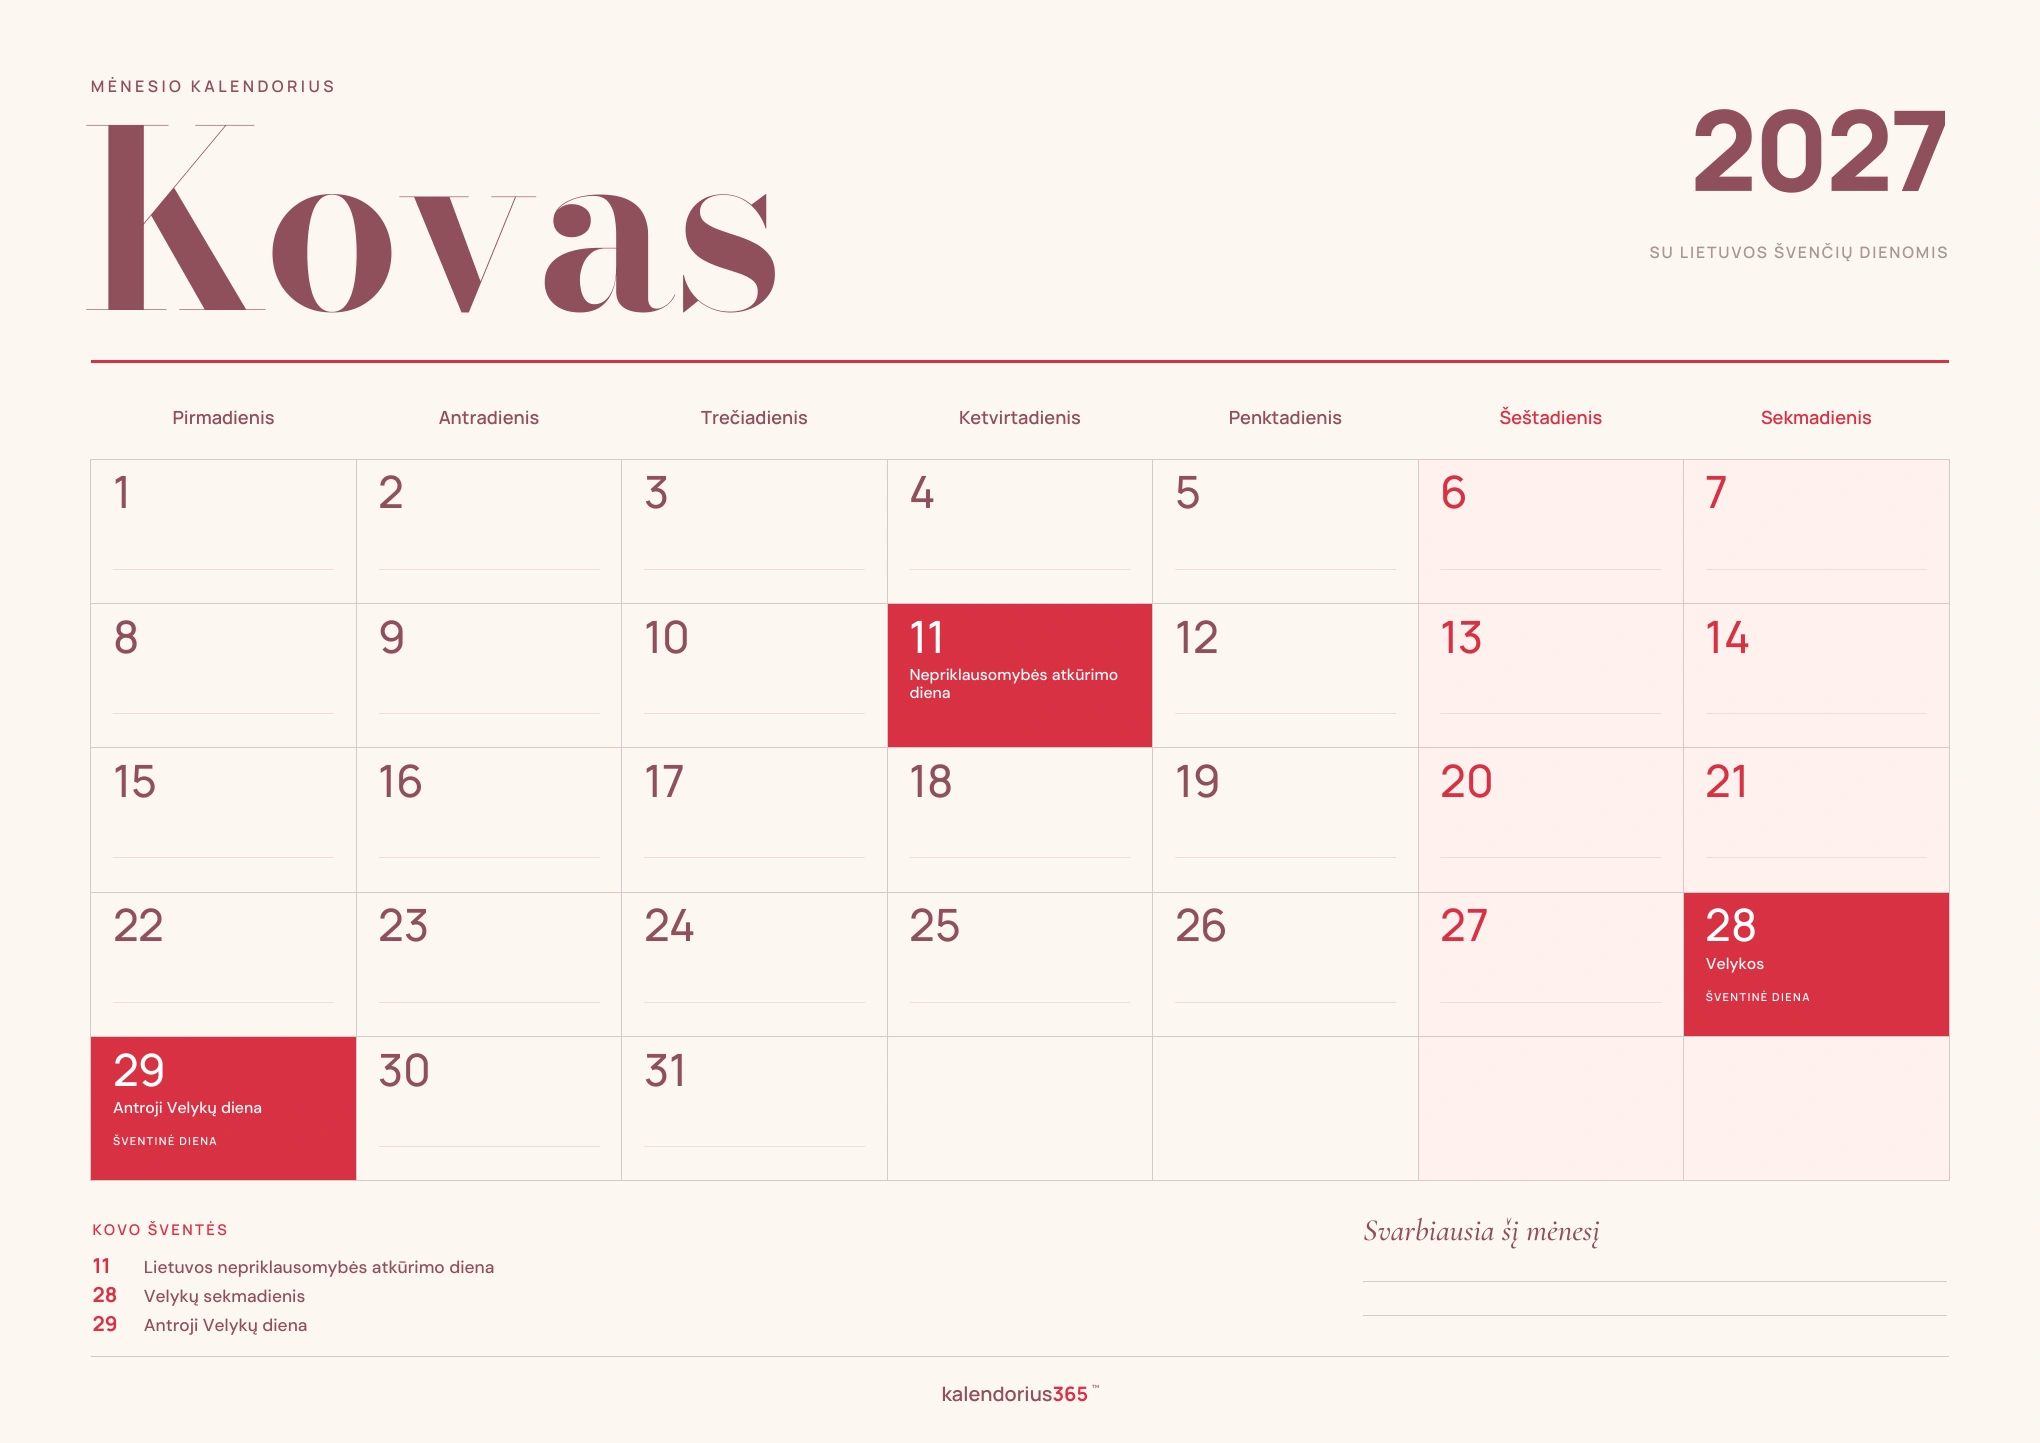 MĖNESIO KALENDORIUS
Kovas
2027
SU LIETUVOS ŠVENČIŲ DIENOMIS
Pirmadienis Antradienis Trečiadienis Ketvirtadienis Penktadienis Šeštadienis Sekmadienis
1 2 3 4 5 6 7
8 9 10 11 12 13 14
Nepriklausomybės atkūrimo
diena
15 16 17 18 19 20 21
22 23 24 25 26 27 28
Velykos
ŠVENTINĖ DIENA
29 30 31
Antroji Velykų diena
ŠVENTINĖ DIENA
KOVO ŠVENTĖS
11 Lietuvos nepriklausomybės atkūrimo diena
28 Velykų sekmadienis
29 Antroji Velykų diena
Svarbiausia šį mėnesį
kalendorius365 ™